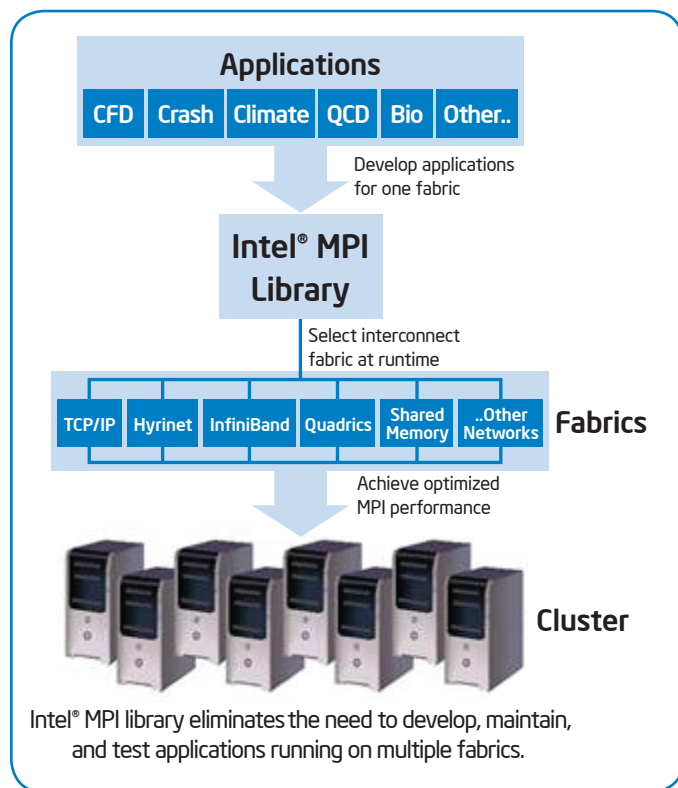 Applications
CFD Crash Climate QCD Bio Other..
Develop applications
for one fabric
Intel® MPI
Library
Select interconnect
fabric at runtime
TCP/IP Hyrinet InfiniBand Quadrics Shared Memory ..Other Networks
Fabrics
Achieve optimized
MPI performance
Cluster
Intel® MPI library eliminates the need to develop, maintain,
and test applications running on multiple fabrics.